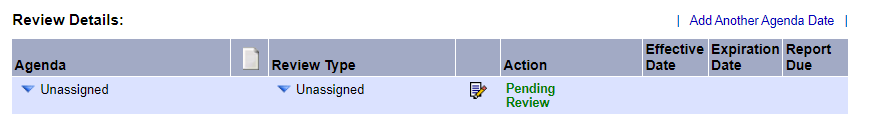 Review Details:
| Add Another Agenda Date |
Agenda Review Type Action Effective Date Expiration Date Report Due
Unassigned Unassigned Pending Review